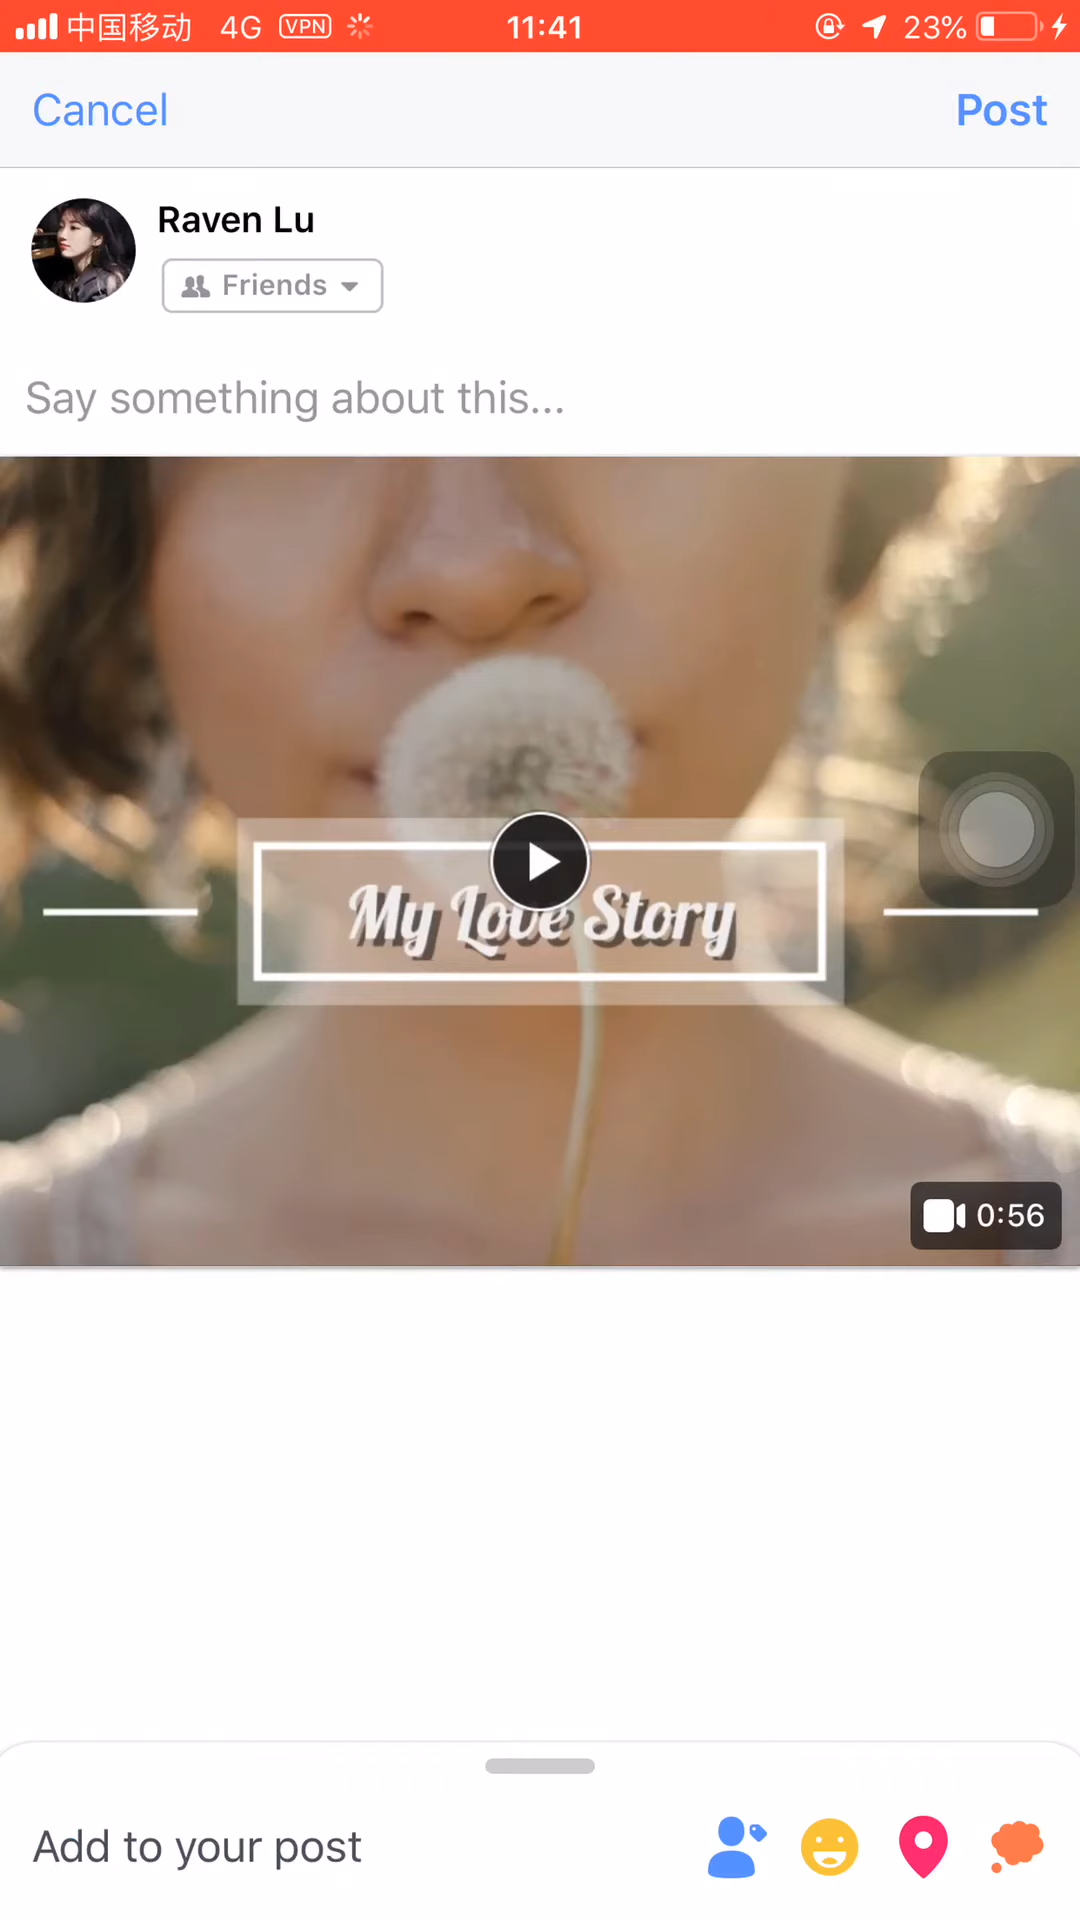 中国移动 4G VPN 11:41 23%
Cancel Post
Raven Lu
Friends
Say something about this...
My Love Story
0:56
Add to your post